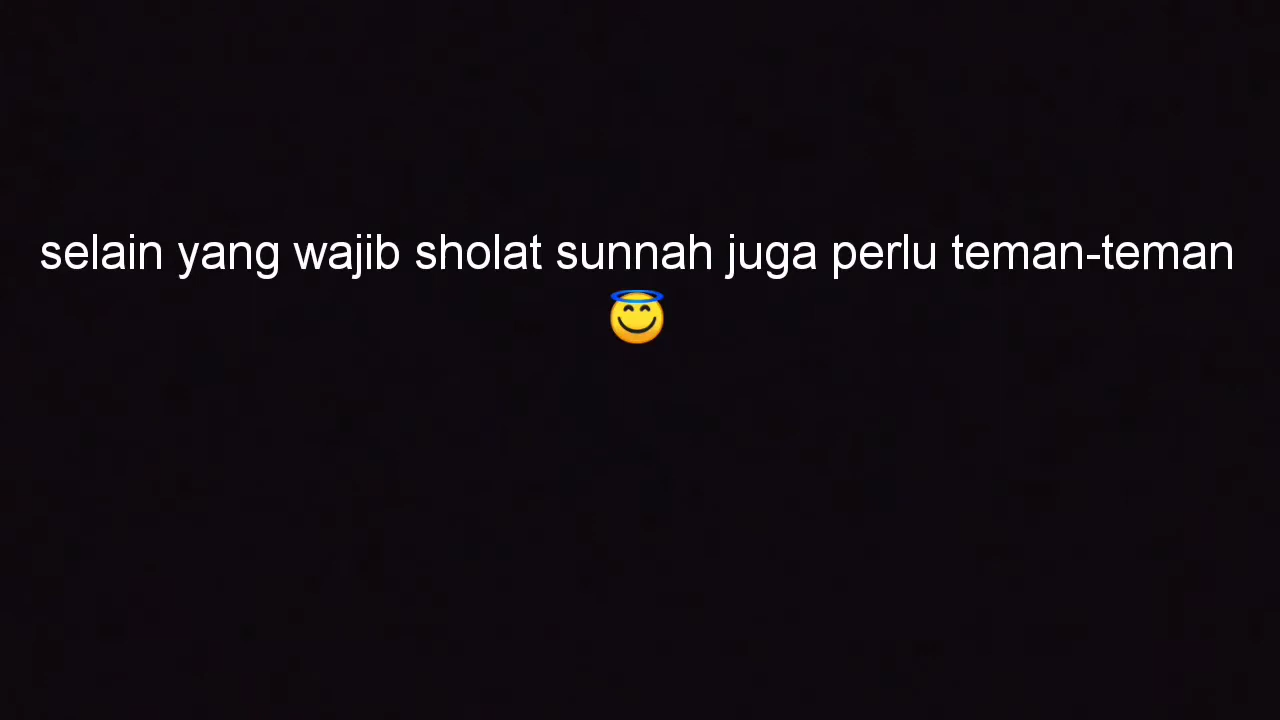 selain yang wajib sholat sunnah juga perlu teman-teman
😇